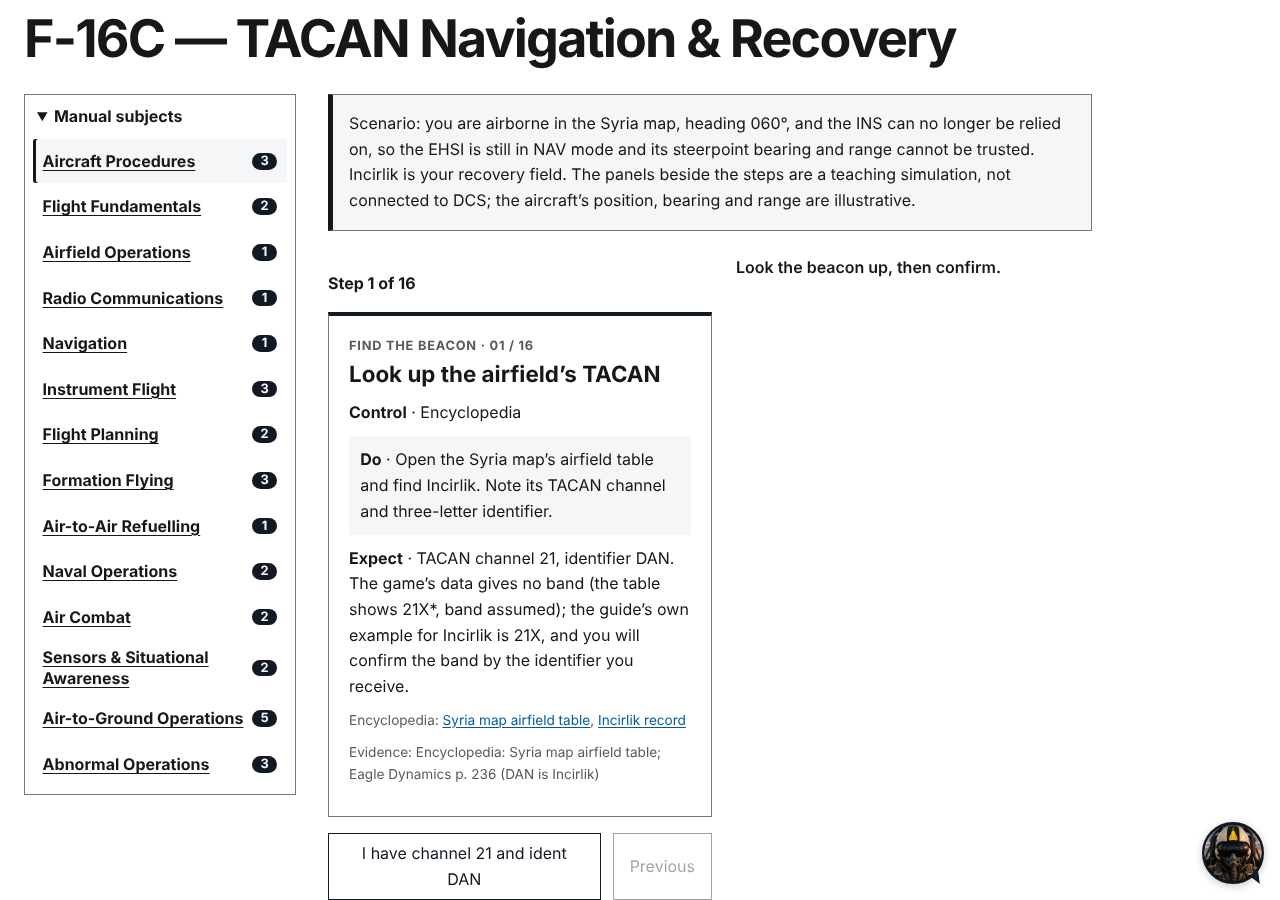 F-16C — TACAN Navigation & Recovery
▼ Manual subjects
Aircraft Procedures 3
Flight Fundamentals 2
Airfield Operations 1
Radio Communications 1
Navigation 1
Instrument Flight 3
Flight Planning 2
Formation Flying 3
Air-to-Air Refuelling 1
Naval Operations 2
Air Combat 2
Sensors & Situational
Awareness 2
Air-to-Ground Operations 5
Abnormal Operations 3
Scenario: you are airborne in the Syria map, heading 060°, and the INS can no longer be relied
on, so the EHSI is still in NAV mode and its steerpoint bearing and range cannot be trusted.
Incirlik is your recovery field. The panels beside the steps are a teaching simulation, not
connected to DCS; the aircraft’s position, bearing and range are illustrative.
Step 1 of 16
FIND THE BEACON · 01 / 16
Look up the airfield’s TACAN
Control · Encyclopedia
Do · Open the Syria map’s airfield table
and find Incirlik. Note its TACAN channel
and three-letter identifier.
Expect · TACAN channel 21, identifier DAN.
The game’s data gives no band (the table
shows 21X*, band assumed); the guide’s own
example for Incirlik is 21X, and you will
confirm the band by the identifier you
receive.
Encyclopedia: Syria map airfield table, Incirlik record
Evidence: Encyclopedia: Syria map airfield table;
Eagle Dynamics p. 236 (DAN is Incirlik)
I have channel 21 and ident
DAN
Previous
Look the beacon up, then confirm.